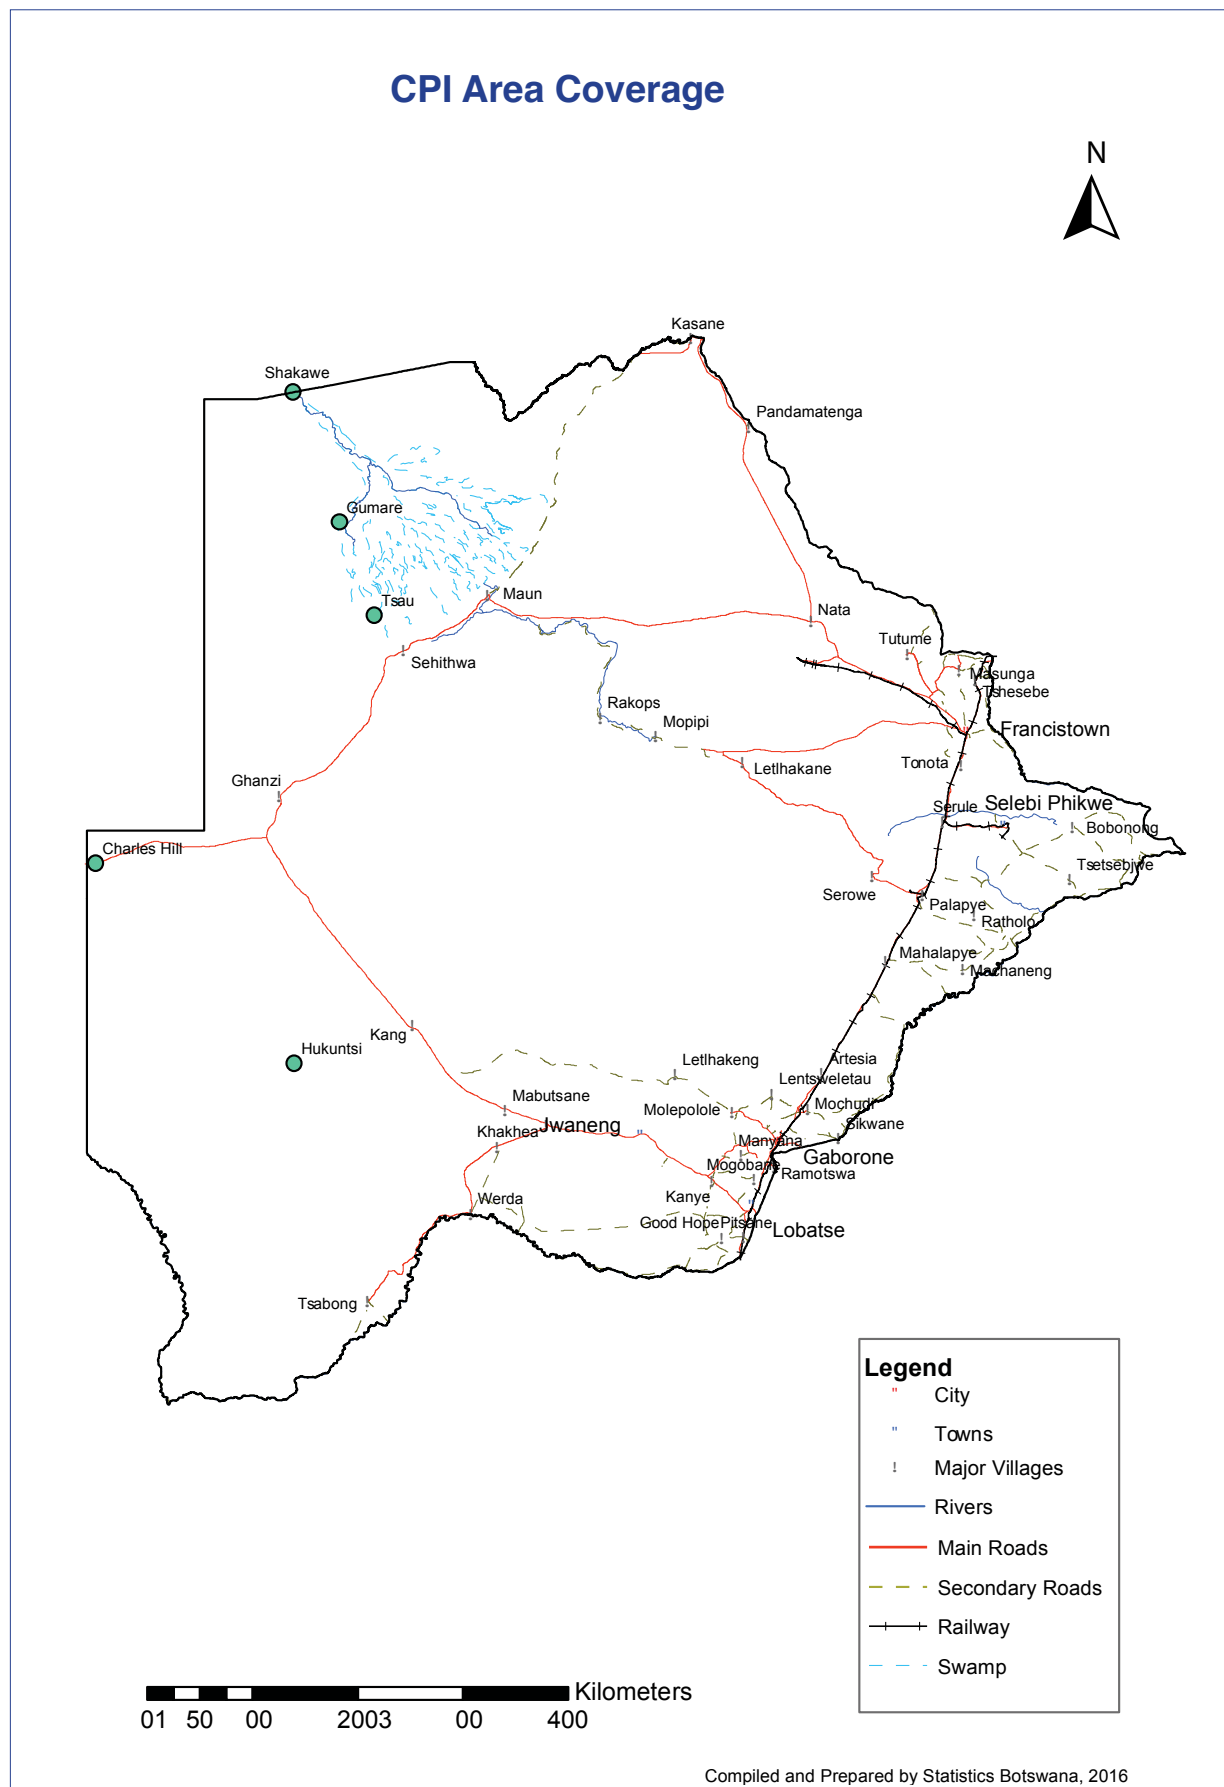 CPI Area Coverage
N
Kasane
Shakawe
Pandamatenga
Gumare
Maun
Tsau
Nata
Tutume
Sehithwa
Masunga
Tshesebe
Rakops
Mopipi
Francistown
Letlhakane
Tonota
Ghanzi
Serule
Selebi Phikwe
Bobonong
Charles Hill
Tsetsebjwe
Serowe
Palapye
Ratholo
Mahalapye
Machaneng
Kang
Hukuntsi
Letlhakeng
Artesia
Lentsweletau
Mabutsane
Molepolole
Mochudi
Jwaneng
Sikwane
Khakhea
Manyana
Gaborone
Mogobane
Ramotswa
Kanye
Werda
Good Hope
Pitsane
Lobatse
Tsabong
Legend
" City
" Towns
! Major Villages
Rivers
Main Roads
Secondary Roads
Railway
Swamp
Kilometers
01 50 00 2003 00 400
Compiled and Prepared by Statistics Botswana, 2016